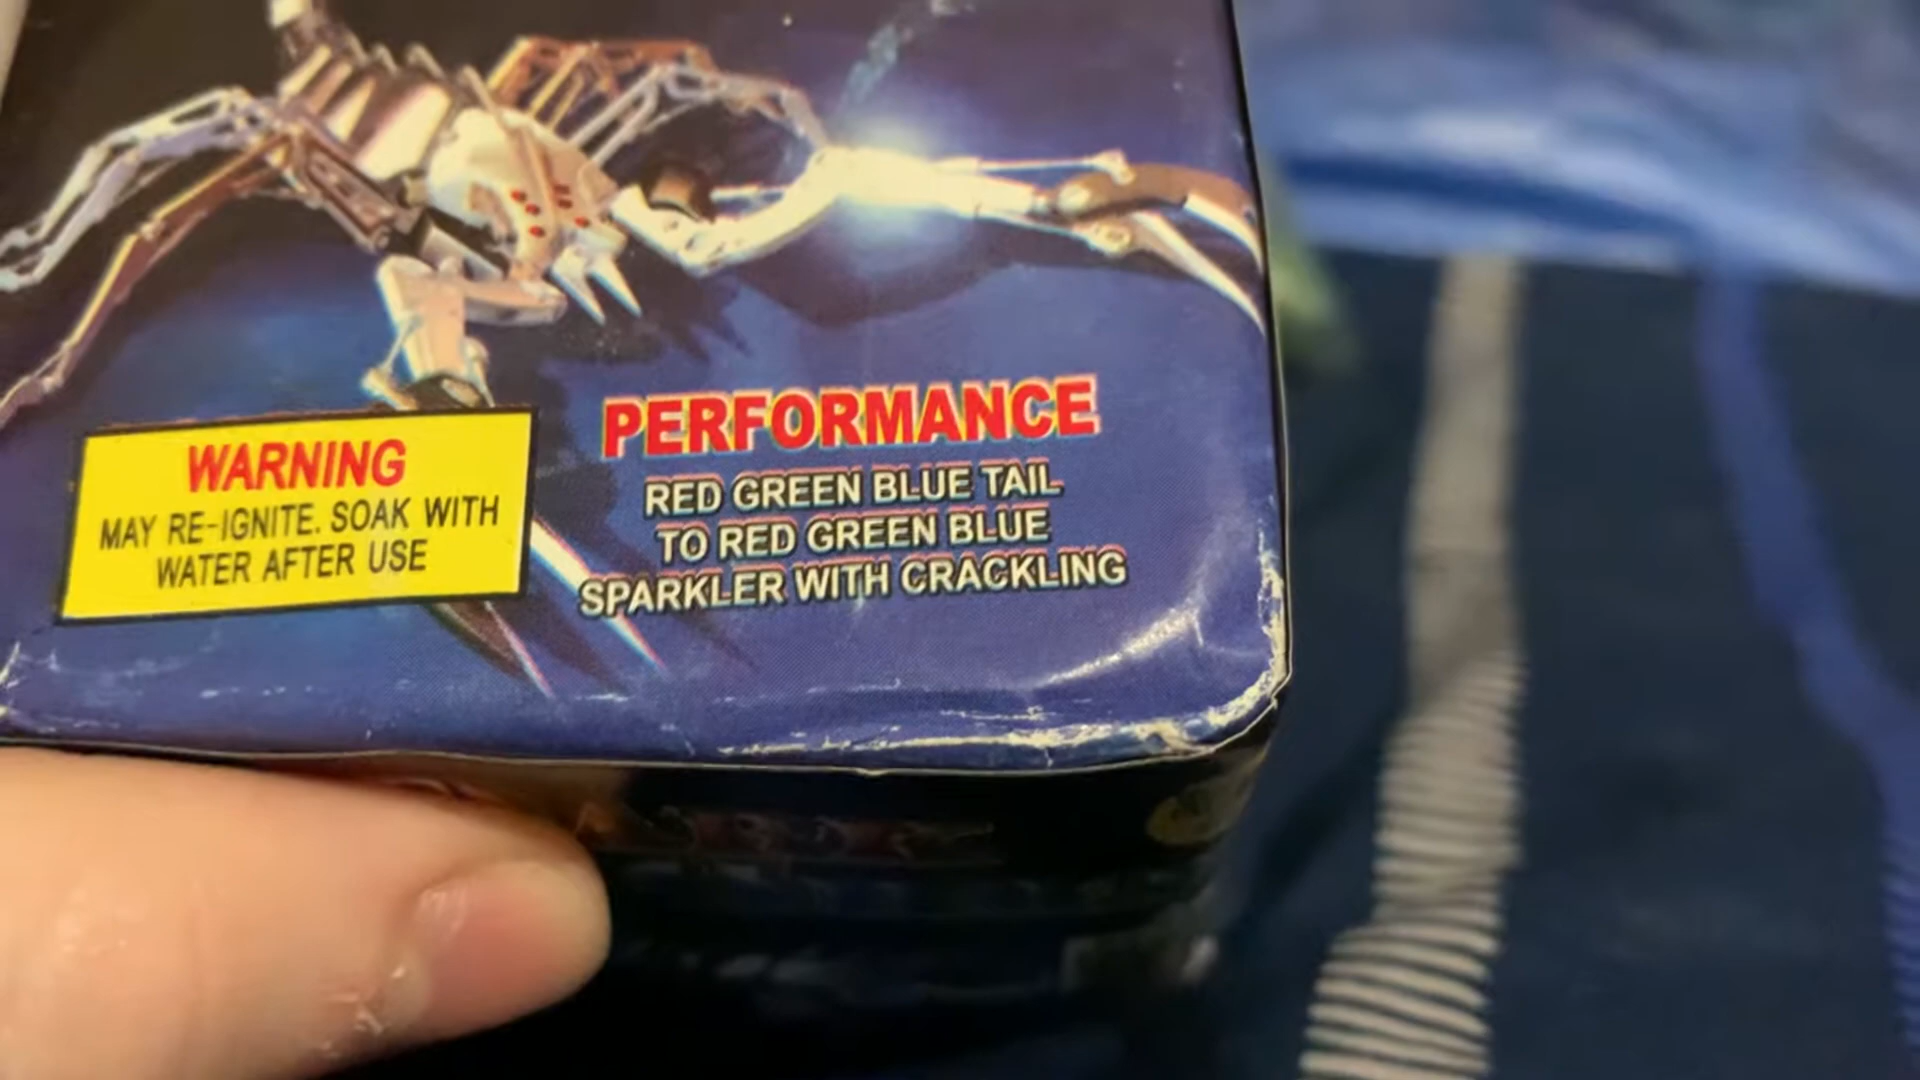 WARNING
MAY RE-IGNITE. SOAK WITH
WATER AFTER USE
PERFORMANCE
RED GREEN BLUE TAIL
TO RED GREEN BLUE
SPARKLER WITH CRACKLING